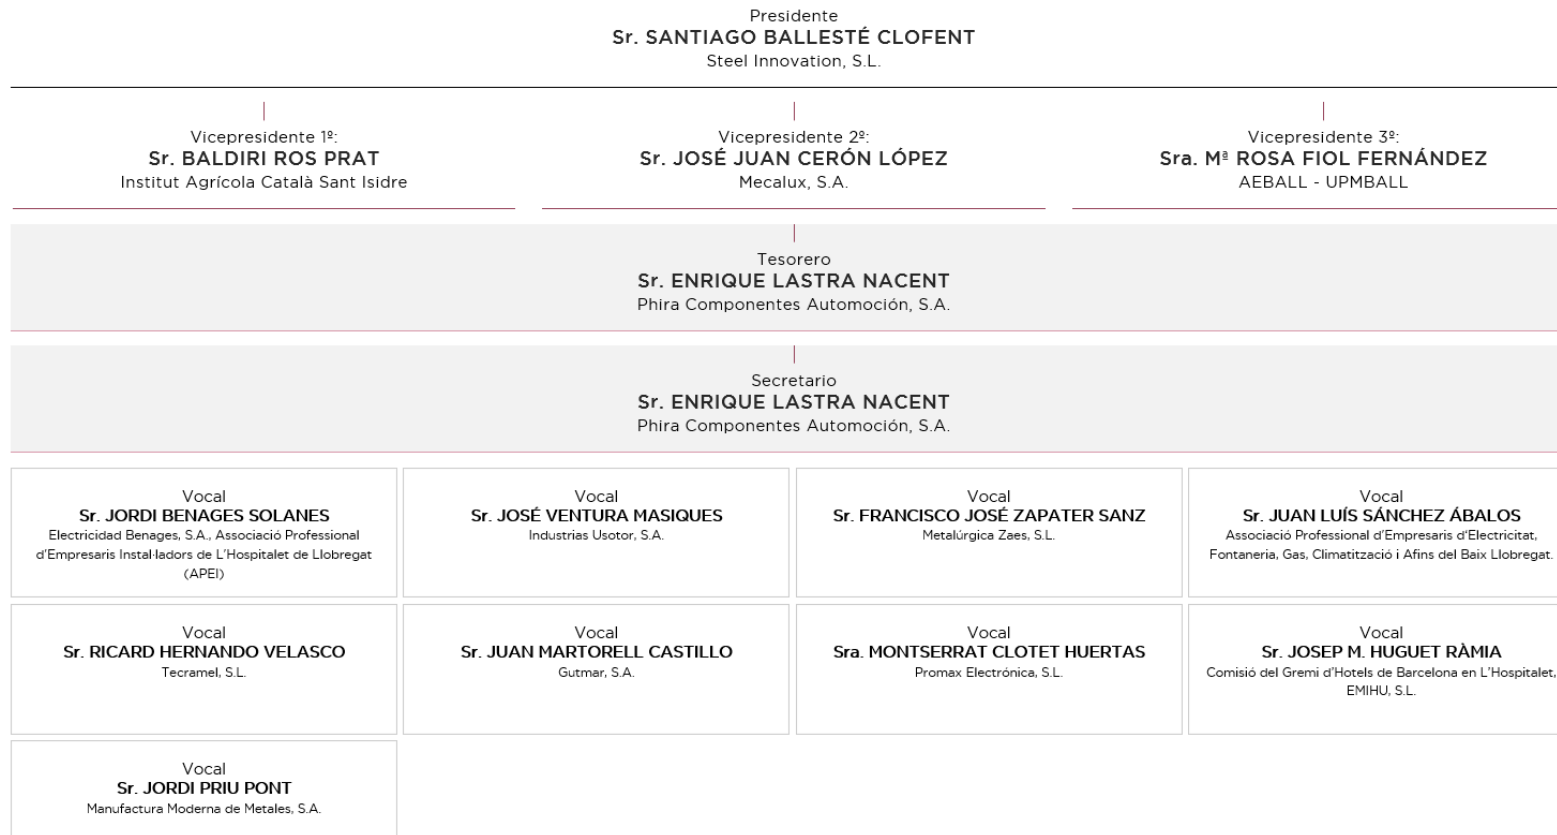 Presidente
Sr. SANTIAGO BALLESTÉ CLOFENT
Steel Innovation, S.L.
Vicepresidente 1º:
Sr. BALDIRI ROS PRAT
Institut Agrícola Català Sant Isidre
Vicepresidente 2º:
Sr. JOSÉ JUAN CERÓN LÓPEZ
Mecalux, S.A.
Vicepresidente 3º:
Sra. Mª ROSA FIOL FERNÁNDEZ
AEBALL - UPMBALL
Tesorero
Sr. ENRIQUE LASTRA NACENT
Phira Componentes Automoción, S.A.
Secretario
Sr. ENRIQUE LASTRA NACENT
Phira Componentes Automoción, S.A.
Vocal
Sr. JORDI BENAGES SOLANES
Electricidad Benages, S.A., Associació Professional
d'Empresaris Instal·ladors de L'Hospitalet de Llobregat
(APEI)
Vocal
Sr. JOSÉ VENTURA MASIQUES
Industrias Usotor, S.A.
Vocal
Sr. FRANCISCO JOSÉ ZAPATER SANZ
Metalúrgica Zaes, S.L.
Vocal
Sr. JUAN LUÍS SÁNCHEZ ÁBALOS
Associació Professional d'Empresaris d'Electricitat,
Fontaneria, Gas, Climatització i Afins del Baix Llobregat.
Vocal
Sr. RICARD HERNANDO VELASCO
Tecramel, S.L.
Vocal
Sr. JUAN MARTORELL CASTILLO
Gutmar, S.A.
Vocal
Sra. MONTSERRAT CLOTET HUERTAS
Promax Electrónica, S.L.
Vocal
Sr. JOSEP M. HUGUET RÀMIA
Comisió del Gremi d'Hotels de Barcelona en L'Hospitalet,
EMIHU, S.L.
Vocal
Sr. JORDI PRIU PONT
Manufactura Moderna de Metales, S.A.